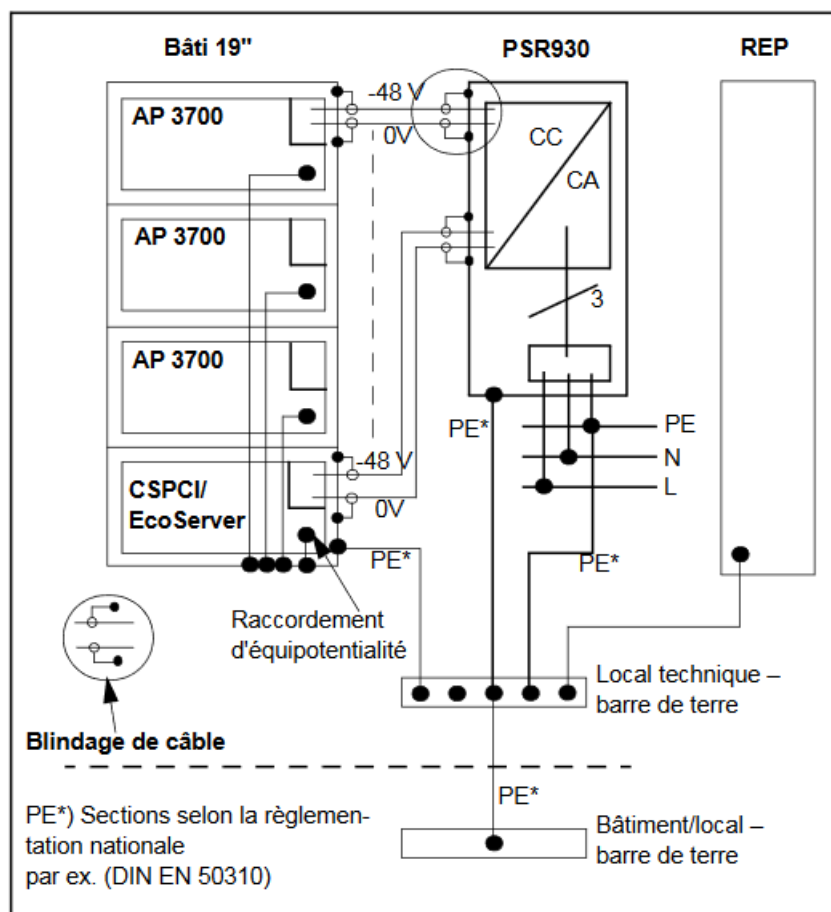 Bâti 19"
PSR930
REP
AP 3700
-48 V
0V
CC
CA
AP 3700
3
AP 3700
PE*
PE
N
L
-48 V
CSPCI/
EcoServer
0V
PE*
PE*
Raccordement
d'équipotentialité
Local technique –
barre de terre
Blindage de câble
PE*
PE*) Sections selon la règlemen-
tation nationale
par ex. (DIN EN 50310)
Bâtiment/local –
barre de terre